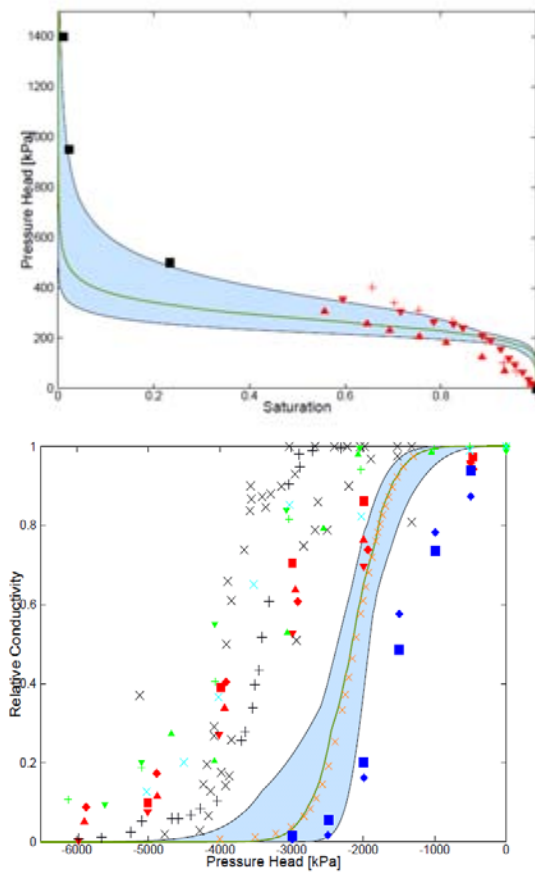 1400
1200
1000
800
600
400
200
0
Pressure Head [kPa]
0 0.2 0.4 0.6 0.8 1
Saturation
1
0.8
0.6
0.4
0.2
0
Relative Conductivity
-6000 -5000 -4000 -3000 -2000 -1000 0
Pressure Head [kPa]